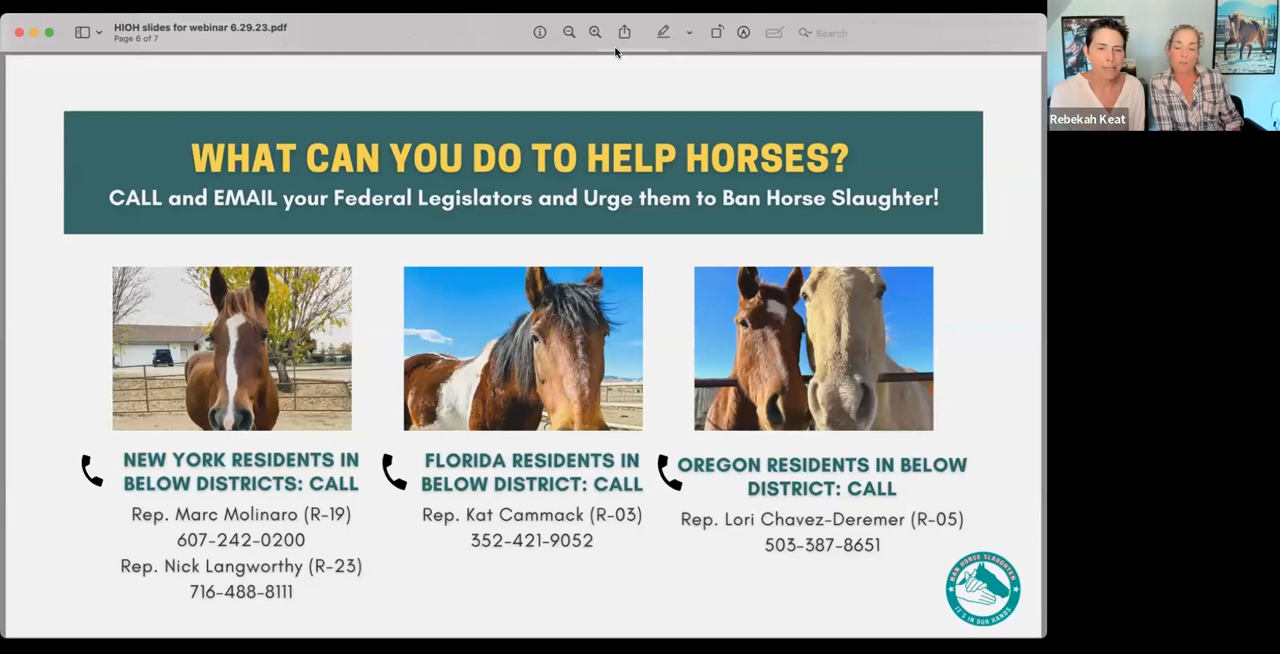 HIOH slides for webinar 6.29.23.pdf
Page 6 of 7
Search
Rebekah Keat
WHAT CAN YOU DO TO HELP HORSES?
CALL and EMAIL your Federal Legislators and Urge them to Ban Horse Slaughter!
NEW YORK RESIDENTS IN
BELOW DISTRICTS: CALL
Rep. Marc Molinaro (R-19)
607-242-0200
Rep. Nick Langworthy (R-23)
716-488-8111
FLORIDA RESIDENTS IN
BELOW DISTRICT: CALL
Rep. Kat Cammack (R-03)
352-421-9052
OREGON RESIDENTS IN BELOW
DISTRICT: CALL
Rep. Lori Chavez-Deremer (R-05)
503-387-8651
BAN HORSE SLAUGHTER
IT'S IN OUR HANDS